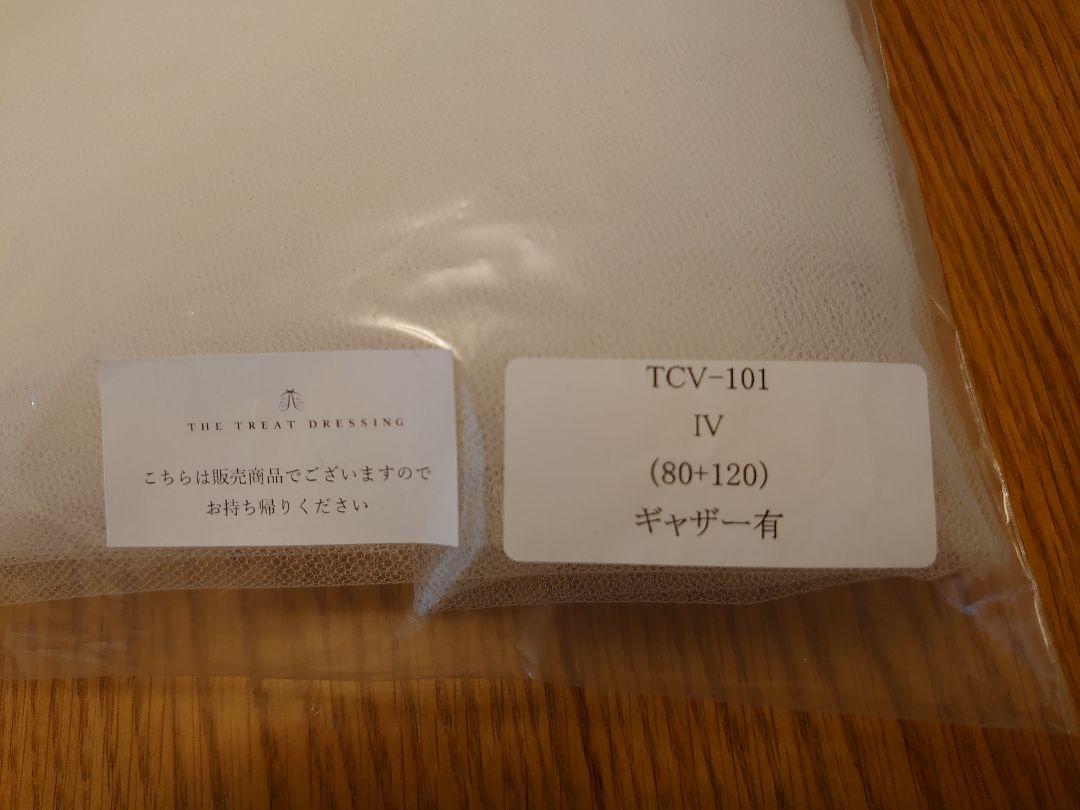 THE TREAT DRESSING
こちらは販売商品でございますので
お持ち帰りください
TCV-101
IV
(80+120)
ギャザー有